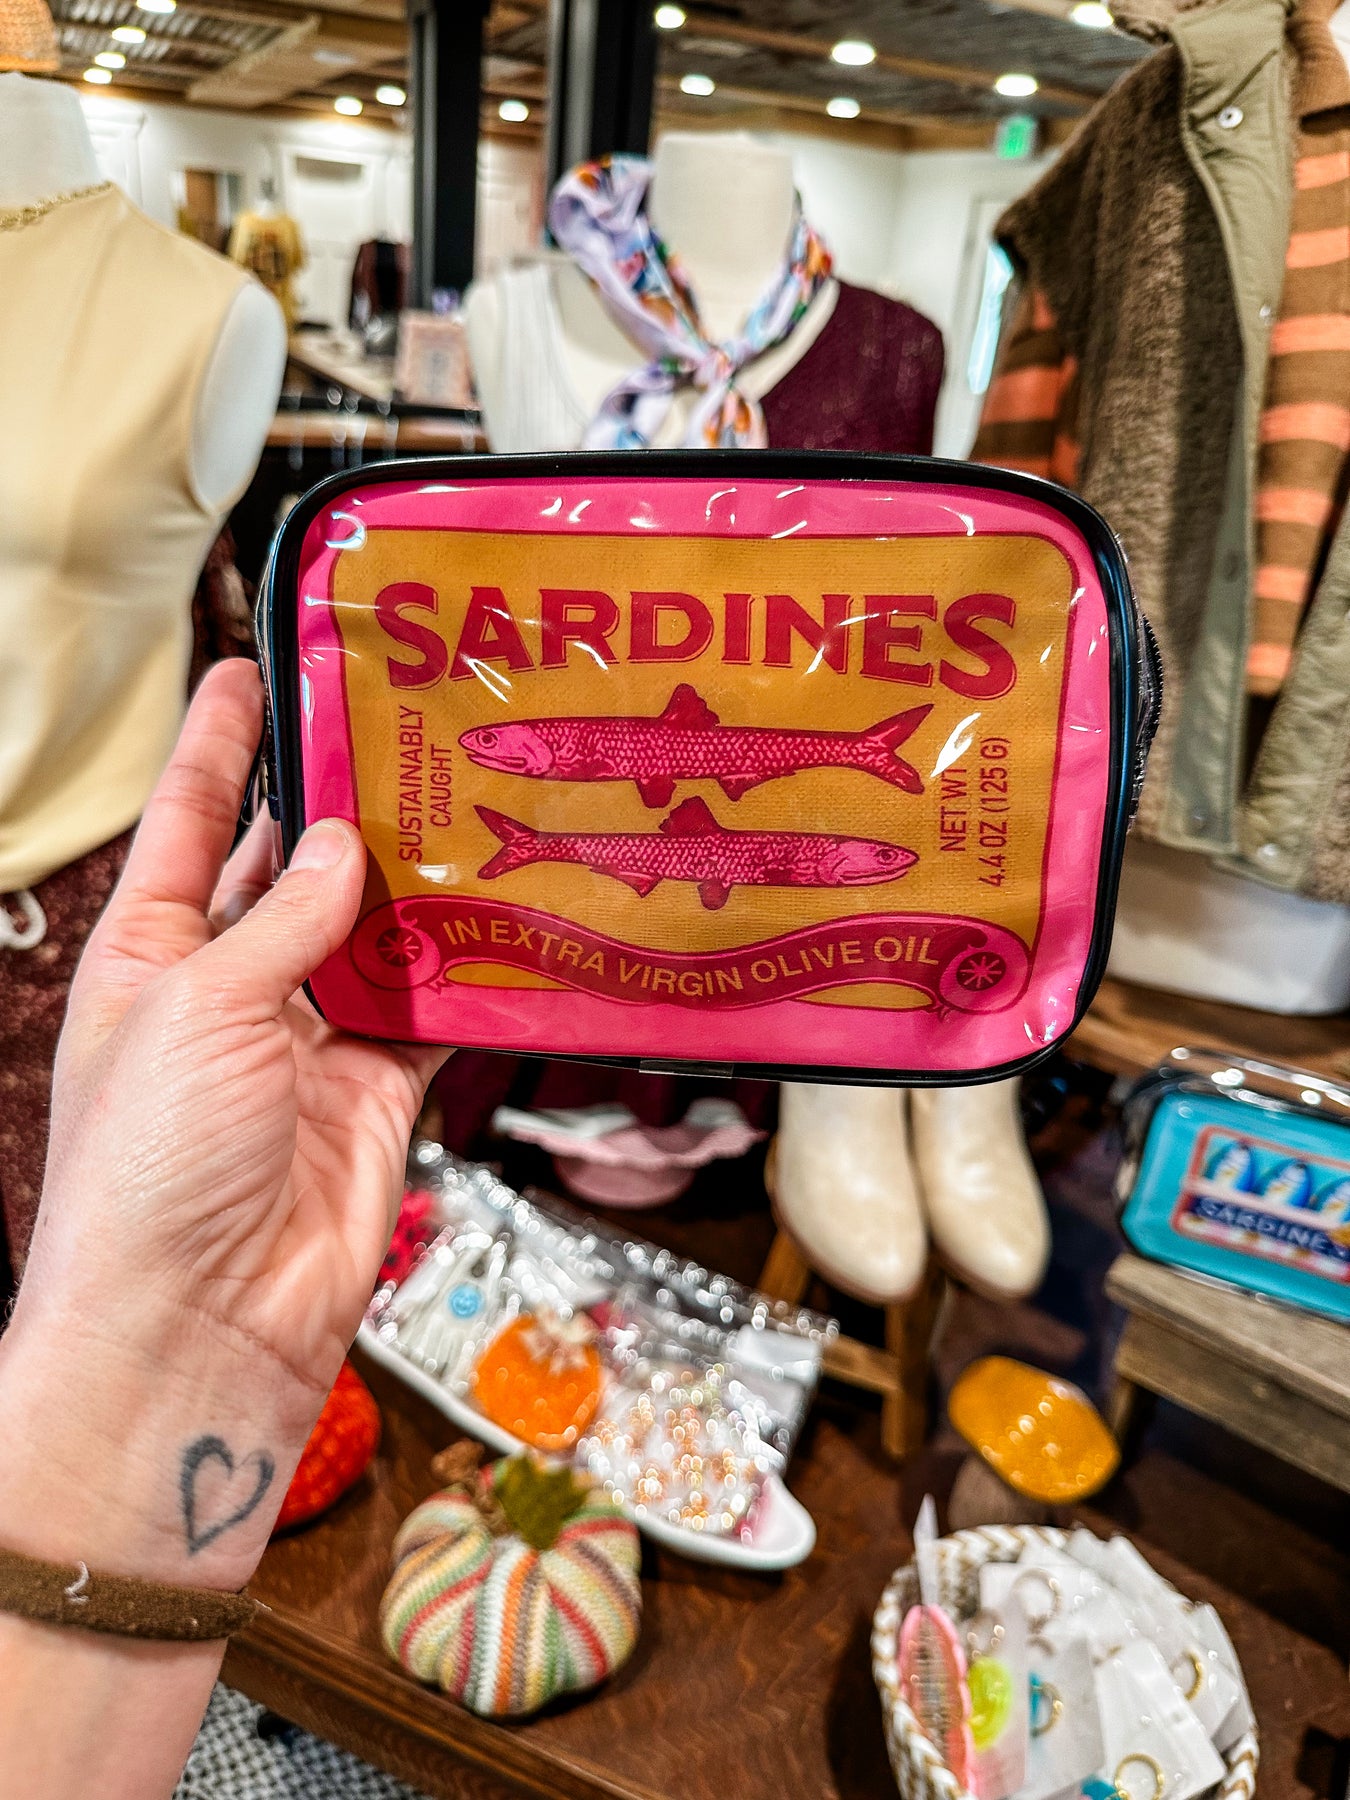 SARDINES
SUSTAINABLY
CAUGHT
NET WT
4.4 OZ (125 G)
IN EXTRA VIRGIN OLIVE OIL
SARDINES